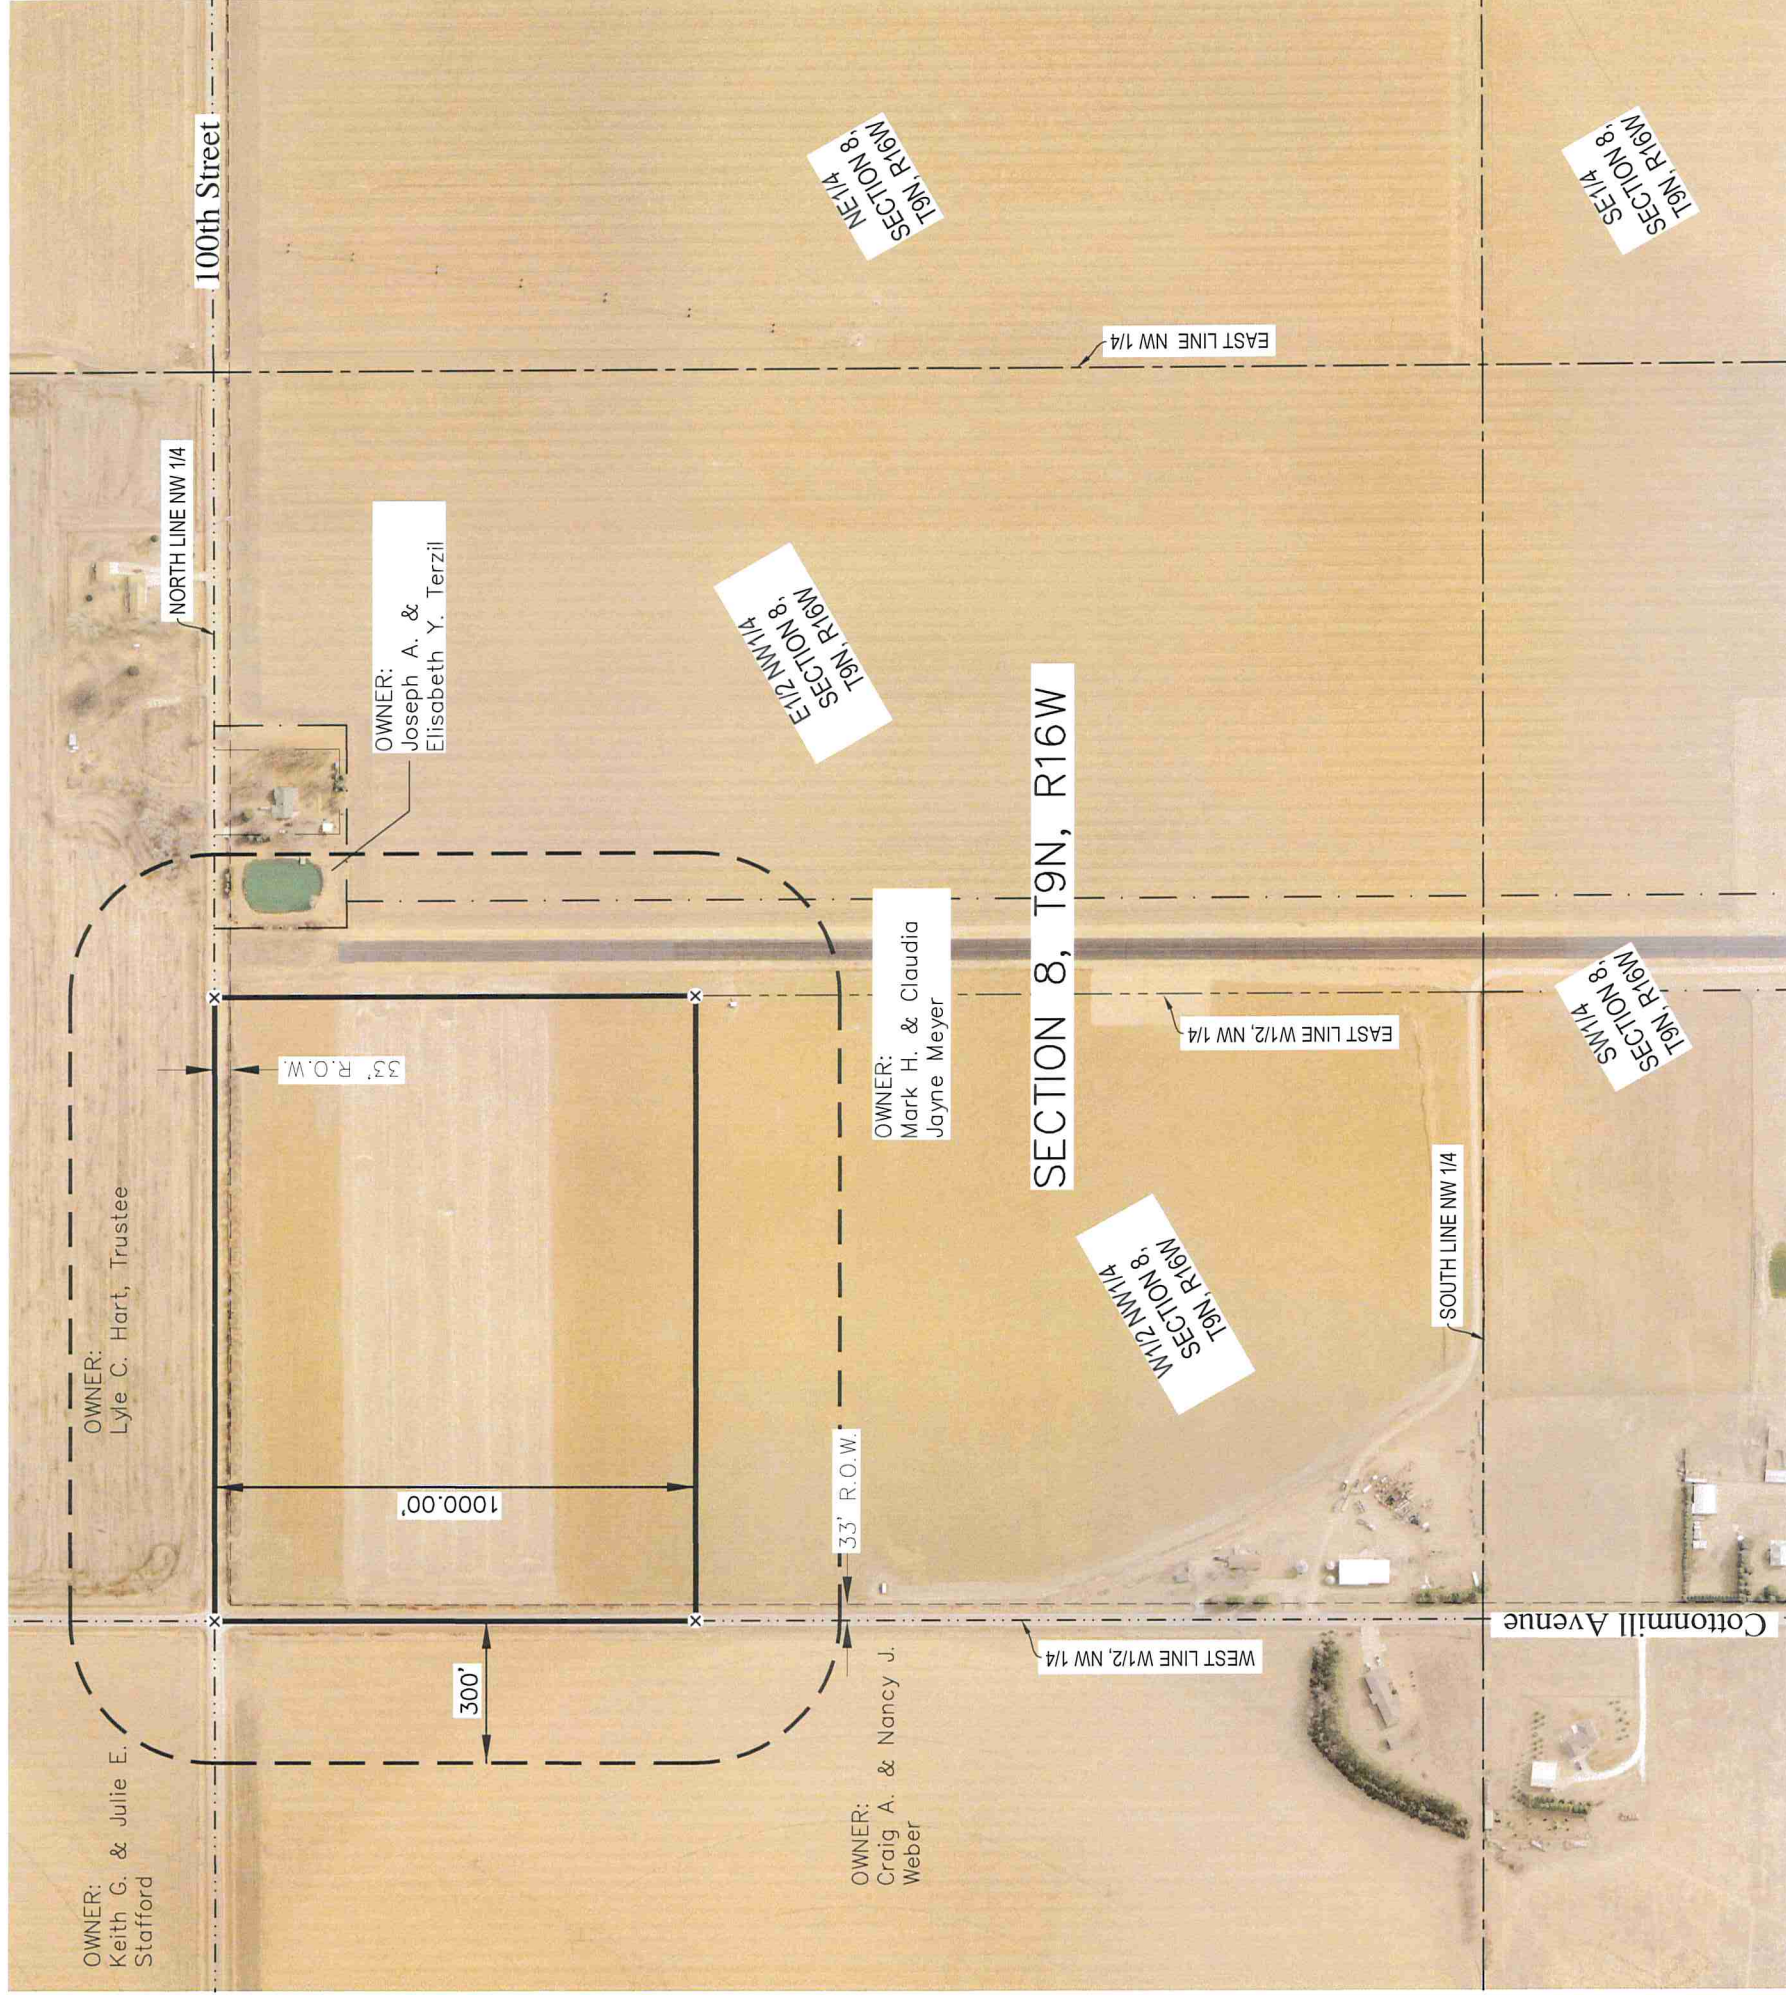 100th Street
NORTH LINE NW 1/4
OWNER:
Keith G. & Julie E.
Stafford
OWNER:
Lyle C. Hart, Trustee
OWNER:
Joseph A. &
Elisabeth Y. Terzil
33' R.O.W.
1000.00'
300'
OWNER:
Craig A. & Nancy J.
Weber
33' R.O.W.
OWNER:
Mark H. & Claudia
Jayne Meyer
E1/2 NW1/4
SECTION 8,
T9N, R16W
NE1/4
SECTION 8,
T9N, R16W
SECTION 8, T9N, R16W
EAST LINE NW 1/4
EAST LINE W1/2, NW 1/4
WEST LINE W1/2, NW 1/4
W1/2 NW1/4
SECTION 8,
T9N, R16W
SOUTH LINE NW 1/4
Cottonmill Avenue
SW1/4
SECTION 8,
T9N, R16W
SE1/4
SECTION 8,
T9N, R16W